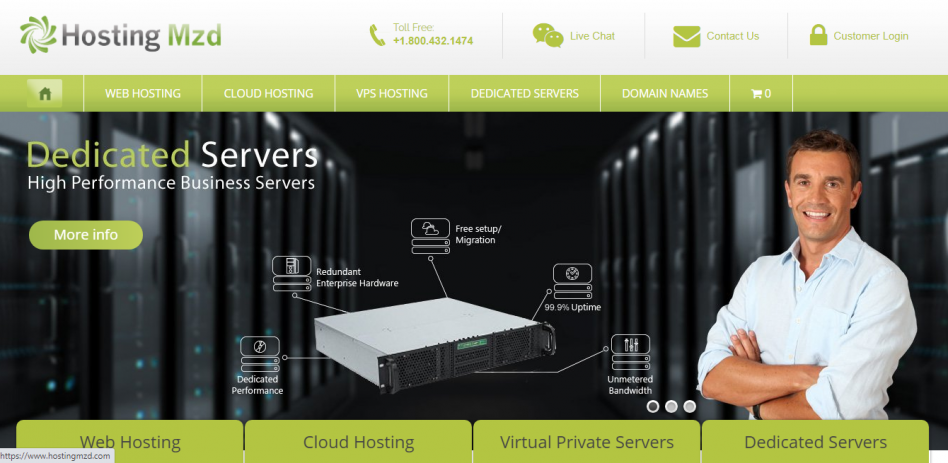 Hosting Mzd
Toll Free:
+1.800.432.1474
Live Chat
Contact Us
Customer Login
WEB HOSTING
CLOUD HOSTING
VPS HOSTING
DEDICATED SERVERS
DOMAIN NAMES
0
Dedicated Servers
High Performance Business Servers
More info
Free setup/
Migration
Redundant
Enterprise Hardware
99.9% Uptime
Dedicated
Performance
Unmetered
Bandwidth
Web Hosting
Cloud Hosting
Virtual Private Servers
Dedicated Servers
https://www.hostingmzd.com